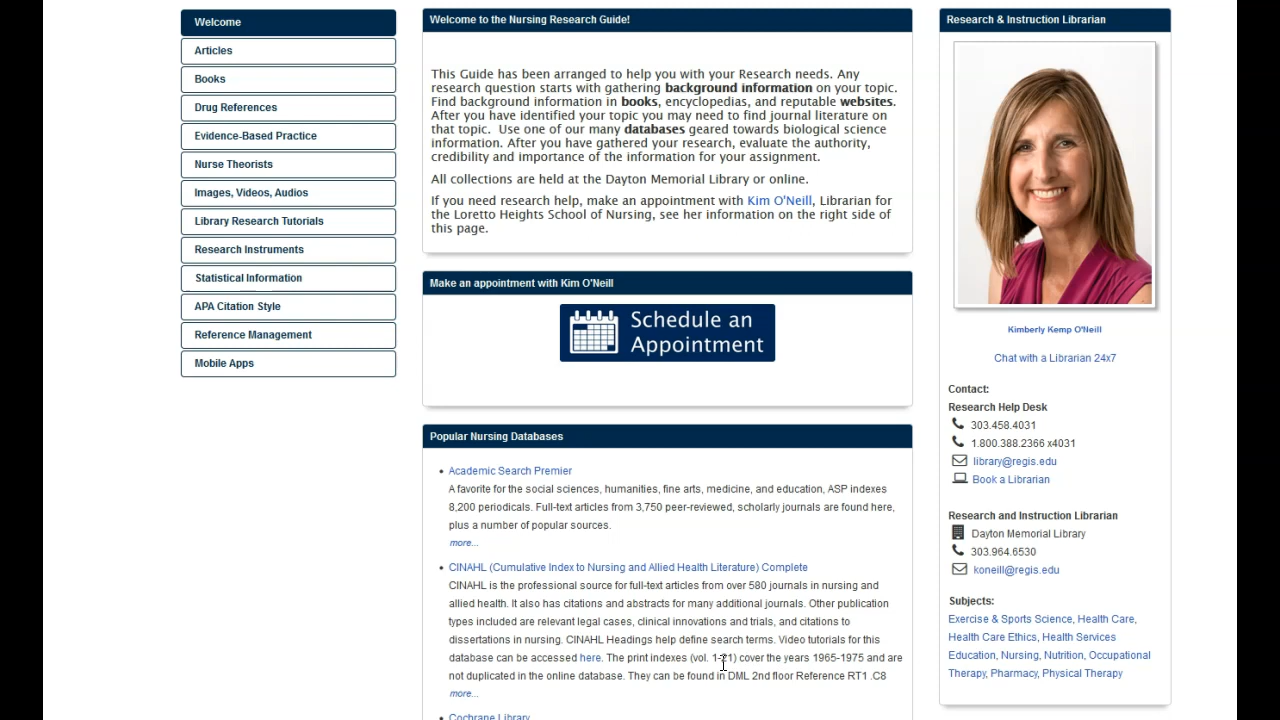 Welcome
Articles
Books
Drug References
Evidence-Based Practice
Nurse Theorists
Images, Videos, Audios
Library Research Tutorials
Research Instruments
Statistical Information
APA Citation Style
Reference Management
Mobile Apps
Welcome to the Nursing Research Guide!
This Guide has been arranged to help you with your Research needs. Any
research question starts with gathering background information on your topic.
Find background information in books, encyclopedias, and reputable websites.
After you have identified your topic you may need to find journal literature on
that topic. Use one of our many databases geared towards biological science
information. After you have gathered your research, evaluate the authority,
credibility and importance of the information for your assignment.
All collections are held at the Dayton Memorial Library or online.
If you need research help, make an appointment with Kim O'Neill, Librarian for
the Loretto Heights School of Nursing, see her information on the right side of
this page.
Make an appointment with Kim O'Neill
Schedule an
Appointment
Popular Nursing Databases
• Academic Search Premier
A favorite for the social sciences, humanities, fine arts, medicine, and education, ASP indexes
8,200 periodicals. Full-text articles from 3,750 peer-reviewed, scholarly journals are found here,
plus a number of popular sources.
more...
• CINAHL (Cumulative Index to Nursing and Allied Health Literature) Complete
CINAHL is the professional source for full-text articles from over 580 journals in nursing and
allied health. It also has citations and abstracts for many additional journals. Other publication
types included are relevant legal cases, clinical innovations and trials, and citations to
dissertations in nursing. CINAHL Headings help define search terms. Video tutorials for this
database can be accessed here. The print indexes (vol. 1-21) cover the years 1965-1975 and are
not duplicated in the online database. They can be found in DML 2nd floor Reference RT1 .C8
more...
• Cochrane Library
Research & Instruction Librarian
Kimberly Kemp O'Neill
Chat with a Librarian 24x7
Contact:
Research Help Desk
303.458.4031
1.800.388.2366 x4031
library@regis.edu
Book a Librarian
Research and Instruction Librarian
Dayton Memorial Library
303.964.6530
koneill@regis.edu
Subjects:
Exercise & Sports Science, Health Care,
Health Care Ethics, Health Services
Education, Nursing, Nutrition, Occupational
Therapy, Pharmacy, Physical Therapy